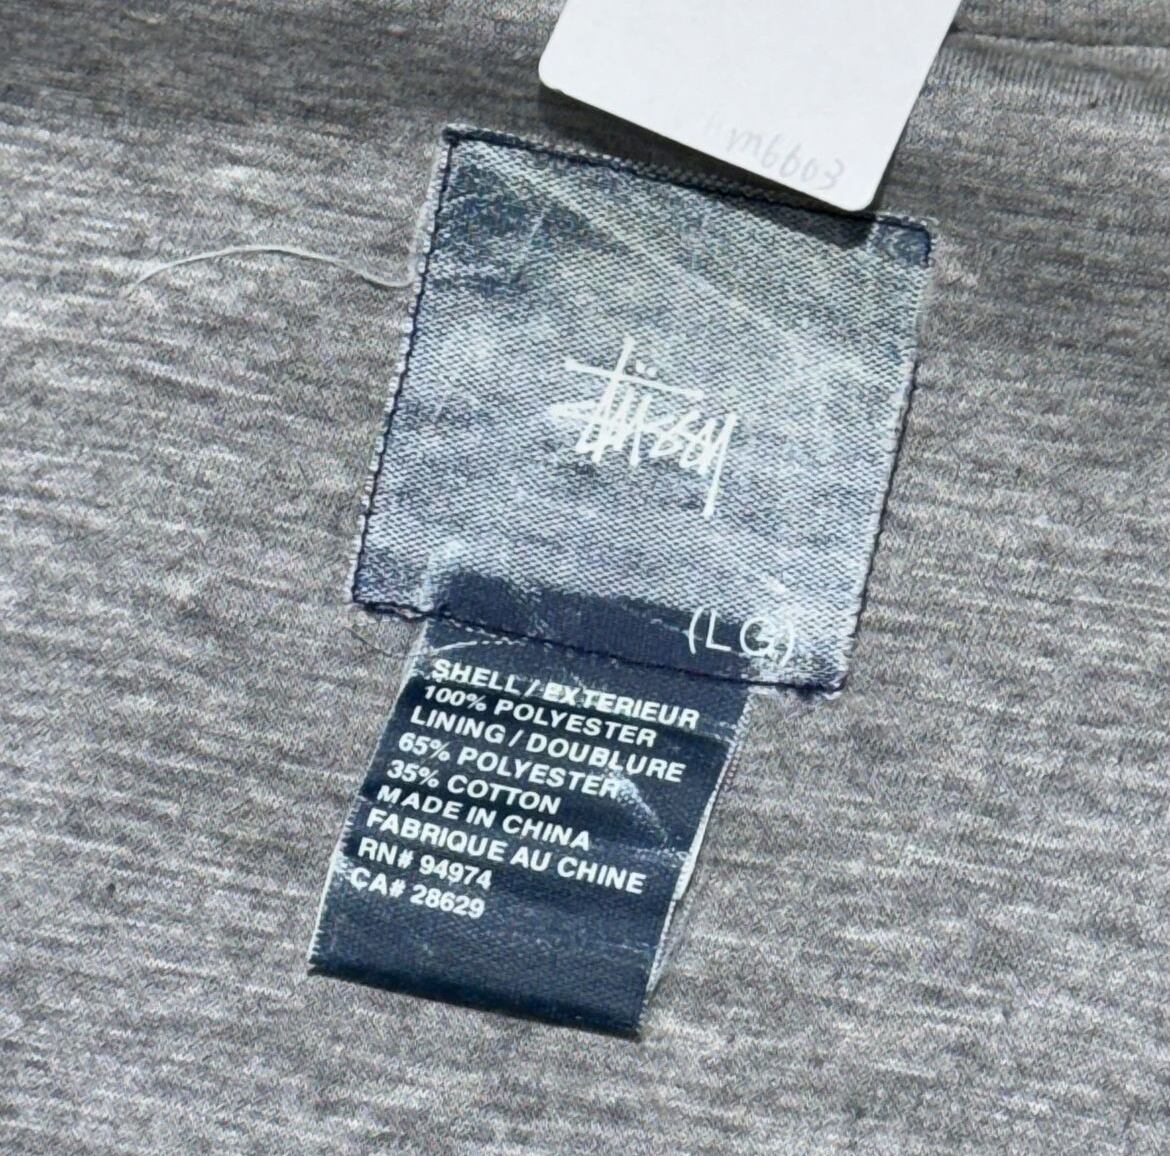 m6603
Stüssy
(LG)
SHELL / EXTERIEUR
100% POLYESTER
LINING / DOUBLURE
65% POLYESTER
35% COTTON
MADE IN CHINA
FABRIQUE AU CHINE
RN# 94974
CA# 28629